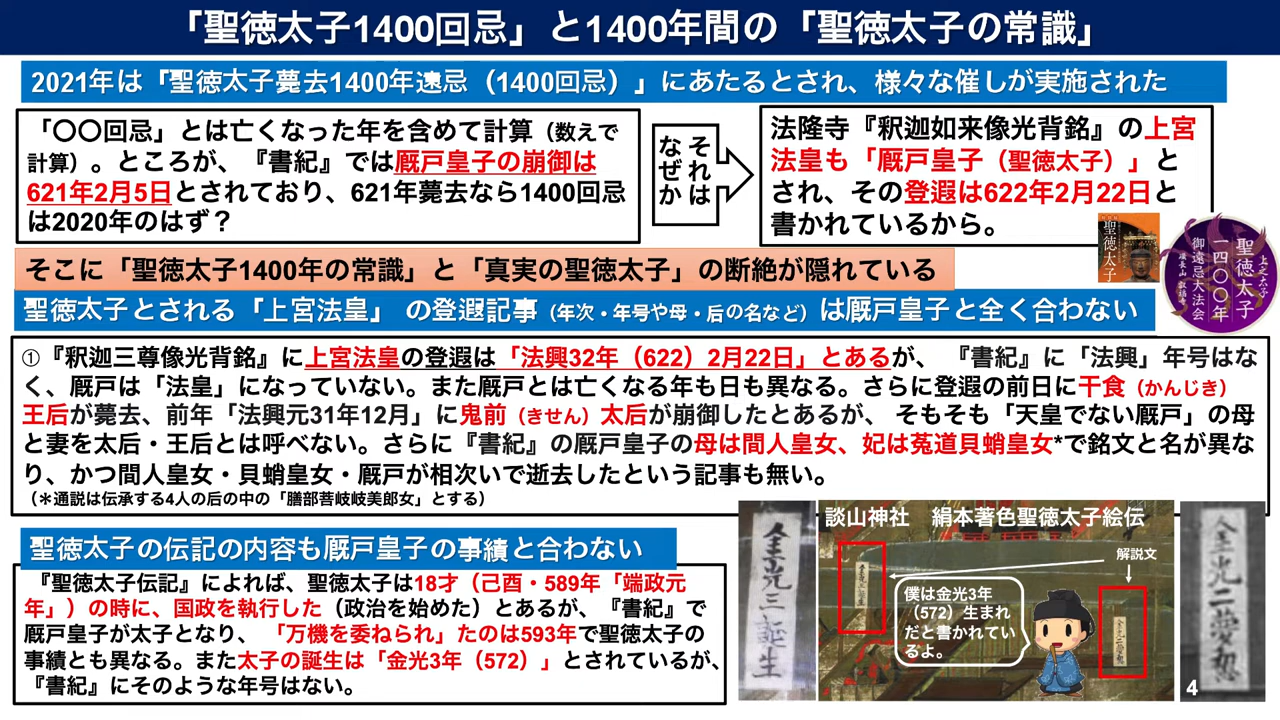 「聖徳太子1400回忌」と1400年間の「聖徳太子の常識」
2021年は『聖徳太子薨去1400年遠忌（1400回忌）』にあたるとされ、様々な催しが実施された
「〇〇回忌」とは亡くなった年を含めて計算（数えで
計算）。ところが、『書紀』では厩戸皇子の崩御は
621年2月5日とされており、621年薨去なら1400回忌
は2020年のはず？
それは
なぜか
法隆寺『釈迦如来像光背銘』の上宮
法皇も「厩戸皇子（聖徳太子）」と
され、その登遐は622年2月22日と
書かれているから。
聖徳太子
聖徳太子
一四〇〇年
御遠忌大法会
そこに「聖徳太子1400年の常識」と「真実の聖徳太子」の断絶が隠れている
聖徳太子とされる「上宮法皇」 の登遐記事（年次・年号や母・后の名など）は厩戸皇子と全く合わない
①『釈迦三尊像光背銘』に上宮法皇の登遐は「法興32年（622）2月22日」とあるが、『書紀』に「法興」年号はな
く、厩戸は「法皇」になっていない。また厩戸とは亡くなる年も日も異なる。さらに登遐の前日に干食（かんじき）
王后が薨去、前年「法興元31年12月」に鬼前（きせん）太后が崩御したとあるが、そもそも「天皇でない厩戸」の母
と妻を太后・王后とは呼べない。さらに『書紀』の厩戸皇子の母は間人皇女、妃は菟道貝蛸皇女*で銘文と名が異な
り、かつ間人皇女・貝蛸皇女・厩戸が相次いで逝去したという記事も無い。
（＊通説は伝承する4人の后の中の「膳部菩岐岐美郎女」とする）
聖徳太子の伝記の内容も厩戸皇子の事績と合わない
『聖徳太子伝記』によれば、聖徳太子は18才（己酉・589年「端政元
年」）の時に、国政を執行した（政治を始めた）とあるが、『書紀』で
厩戸皇子が太子となり、「万機を委ねられ」たのは593年で聖徳太子の
事績とも異なる。また太子の誕生は「金光3年（572）」とされているが、
『書紀』にそのような年号はない。
金光三誕生
談山神社　絹本著色聖徳太子絵伝
解説文
僕は金光3年
（572）生まれ
だと書かれてい
るよ。
金光二夢想
4